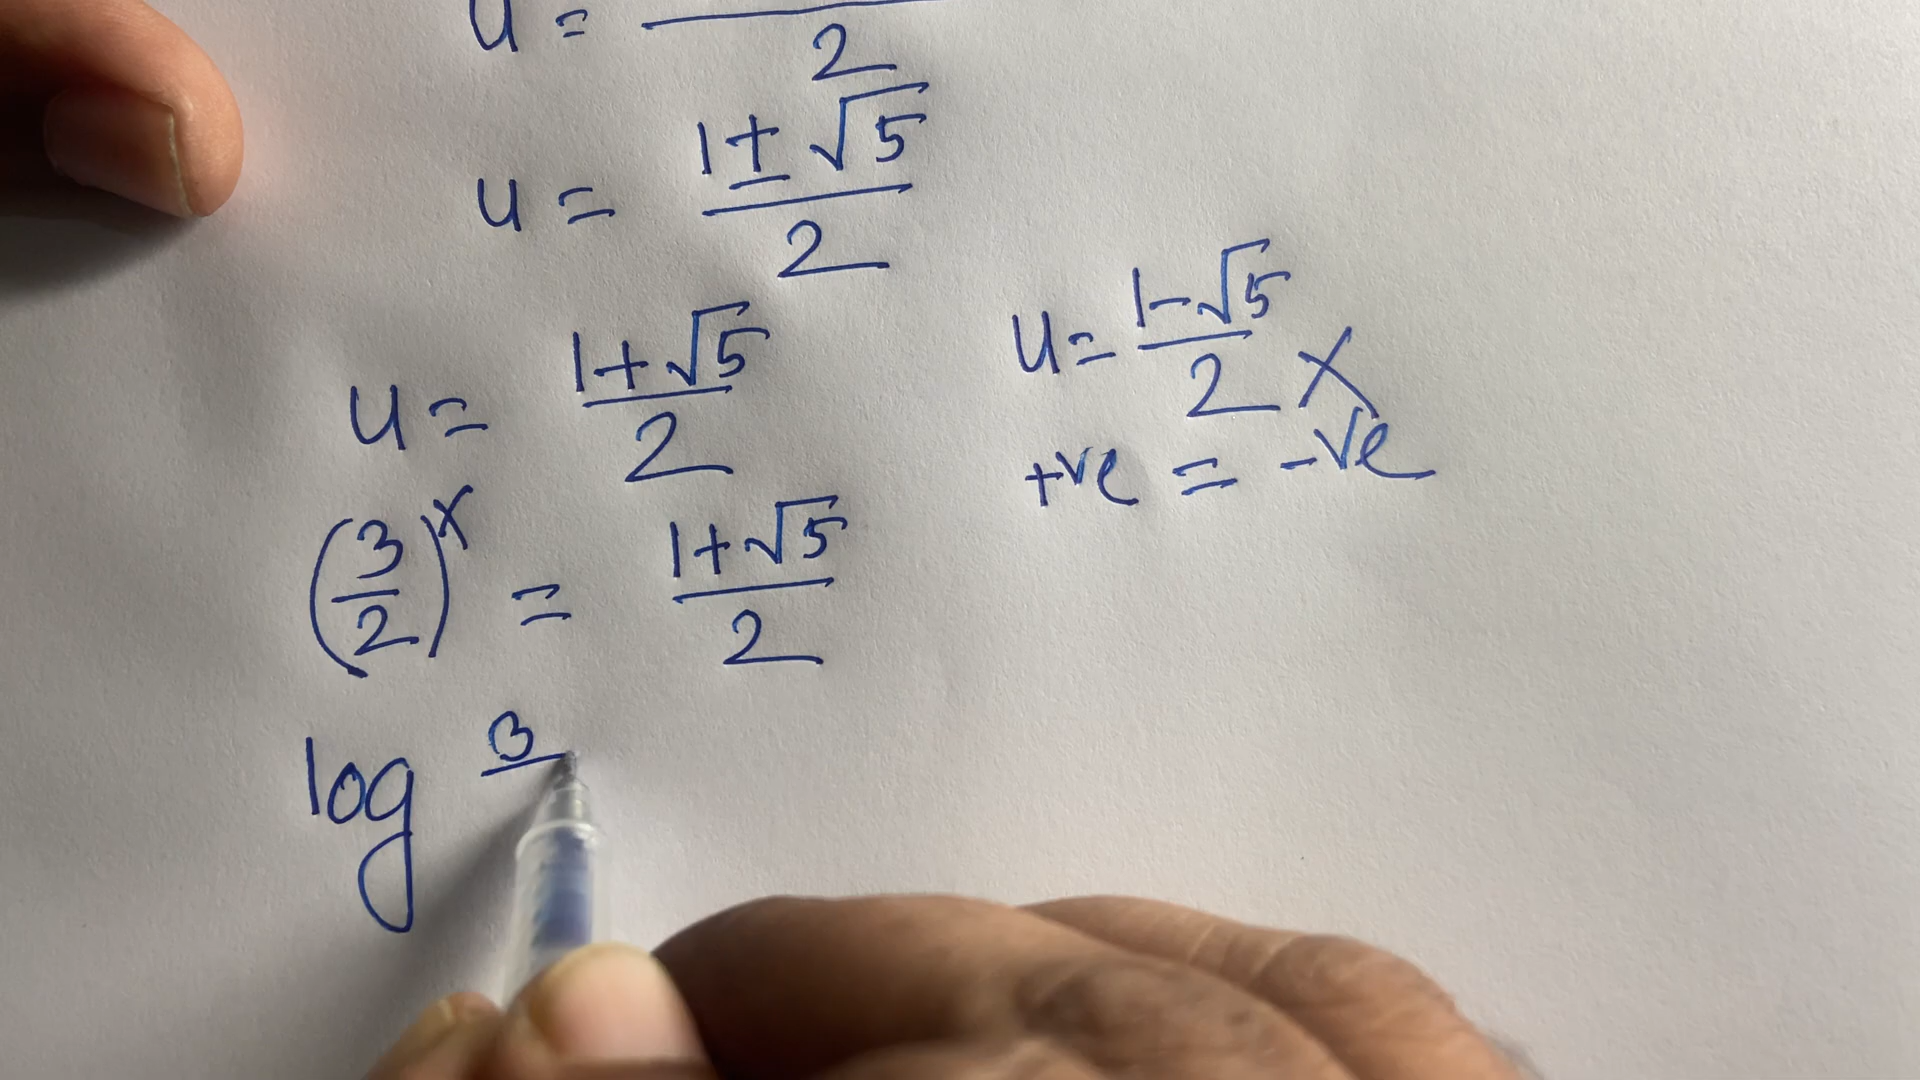 u = ― / 2
u = (1 ± √5) / 2
u = (1 + √5) / 2    u = (1 - √5) / 2 ×
+ve = -ve
(3/2)^x = (1 + √5) / 2
log 3/